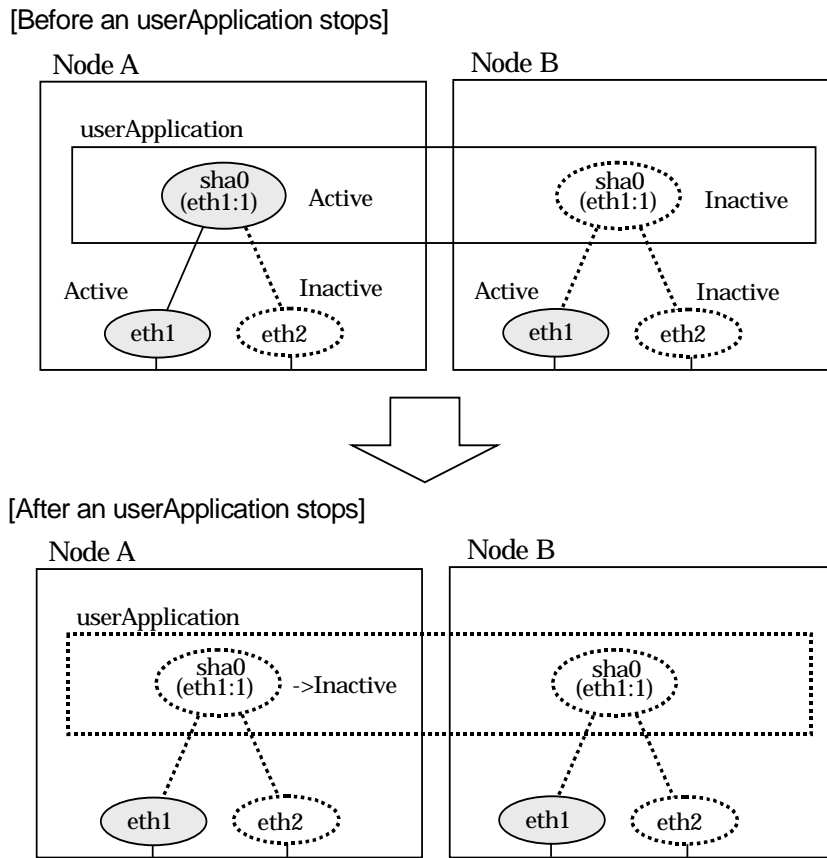 [Before an userApplication stops]
Node A
Node B
userApplication
sha0
(eth1:1)
Active
sha0
(eth1:1)
Inactive
Active
Inactive
Active
Inactive
eth1
eth2
eth1
eth2
[After an userApplication stops]
Node A
Node B
userApplication
sha0
(eth1:1)
->Inactive
sha0
(eth1:1)
eth1
eth2
eth1
eth2